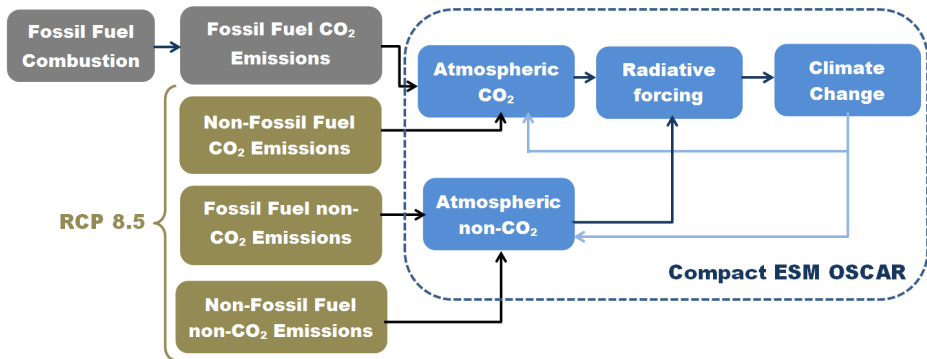 Fossil Fuel
Combustion
Fossil Fuel CO₂
Emissions
Non-Fossil Fuel
CO₂ Emissions
Fossil Fuel non-
CO₂ Emissions
Non-Fossil Fuel
non-CO₂ Emissions
RCP 8.5
Atmospheric
CO₂
Radiative
forcing
Climate
Change
Atmospheric
non-CO₂
Compact ESM OSCAR